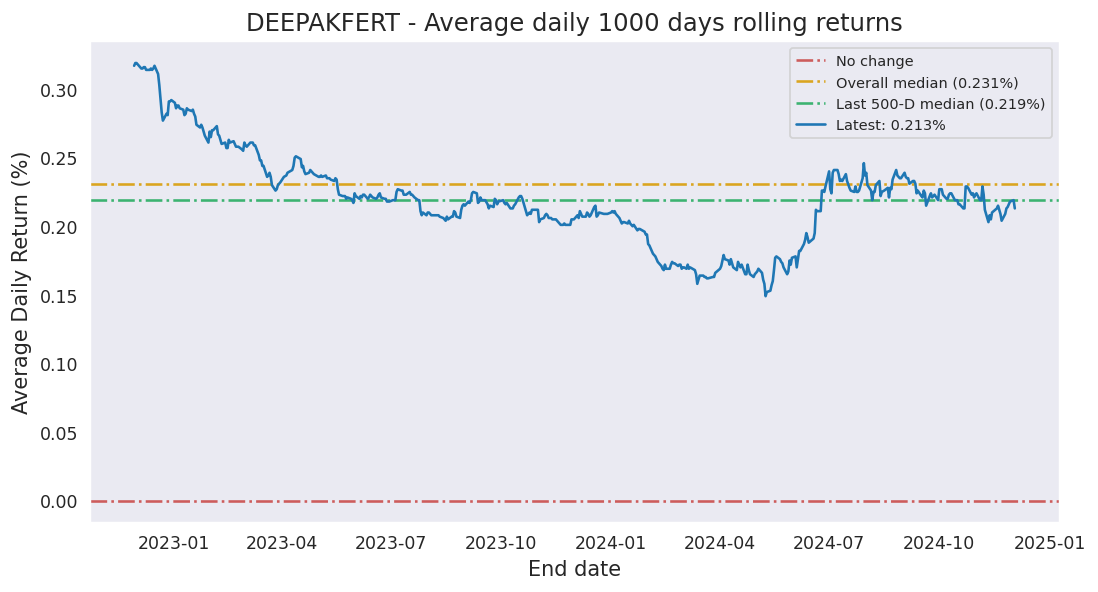 DEEPAKFERT - Average daily 1000 days rolling returns
No change
Overall median (0.231%)
Last 500-D median (0.219%)
Latest: 0.213%
Average Daily Return (%)
0.30
0.25
0.20
0.15
0.10
0.05
0.00
2023-01 2023-04 2023-07 2023-10 2024-01 2024-04 2024-07 2024-10 2025-01
End date